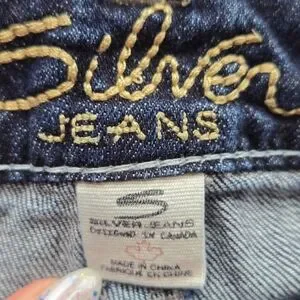 Silver
JEANS
S
SILVER JEANS
DESIGNED IN CANADA
MADE IN CHINA
FABRIQUÉ EN CHINE